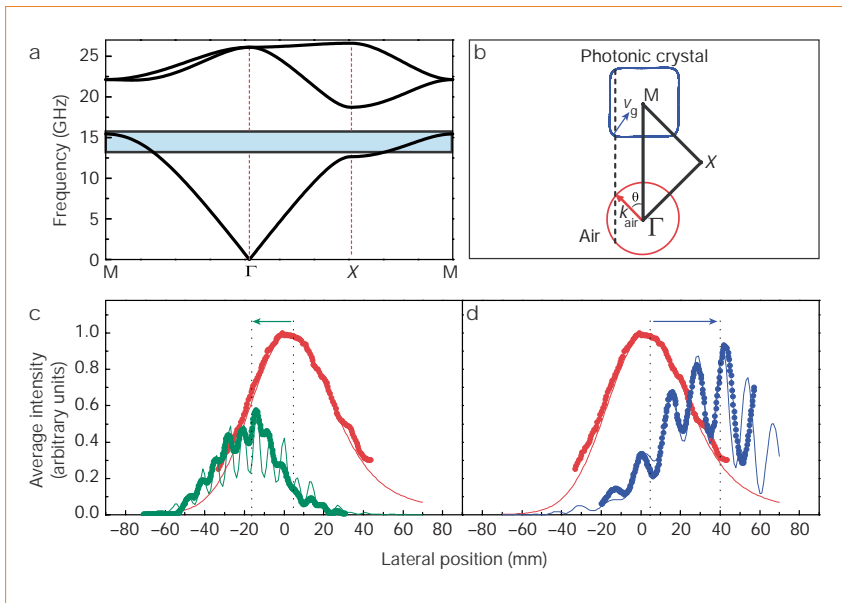 a
Frequency (GHz)
25
20
15
10
5
0
M
Γ
X
M
b
Photonic crystal
M
vg
X
θ
kair
Γ
Air
c
d
Average intensity
(arbitrary units)
1.0
0.8
0.6
0.4
0.2
0.0
−80 −60 −40 −20 0 20 40 60 80
−80 −60 −40 −20 0 20 40 60 80
Lateral position (mm)